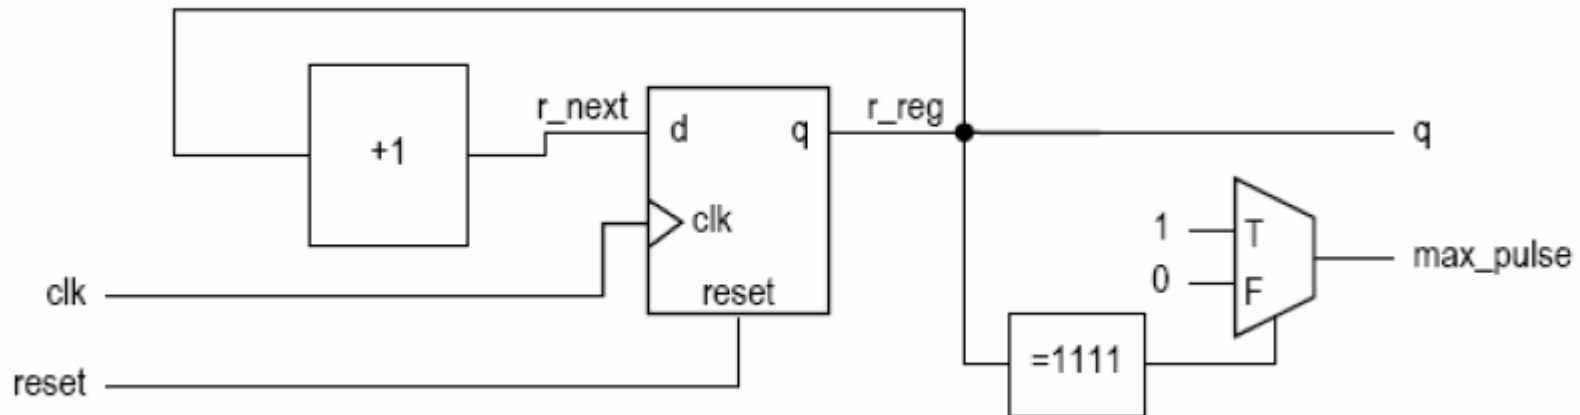 r_next
r_reg
+1
d
q
q
clk
1
T
max_pulse
0
F
clk
reset
=1111
reset